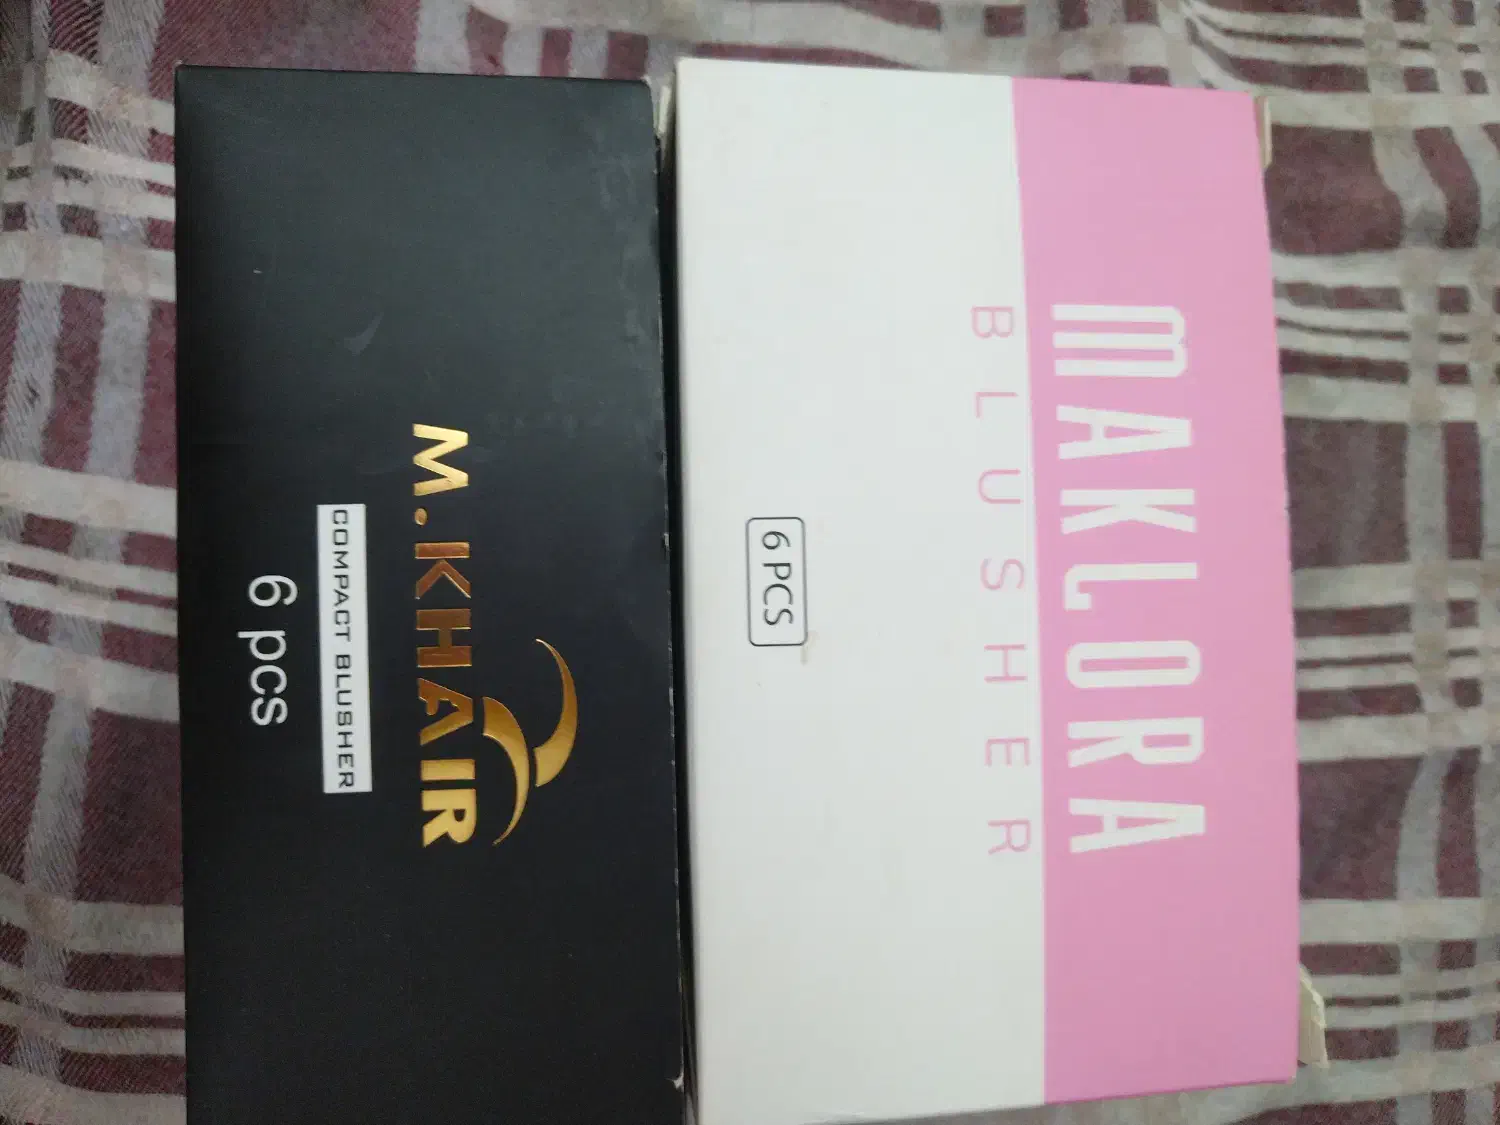 M.KHAIR
COMPACT BLUSHER
6 pcs
MAKLORA
BLUSHER
6 PCS